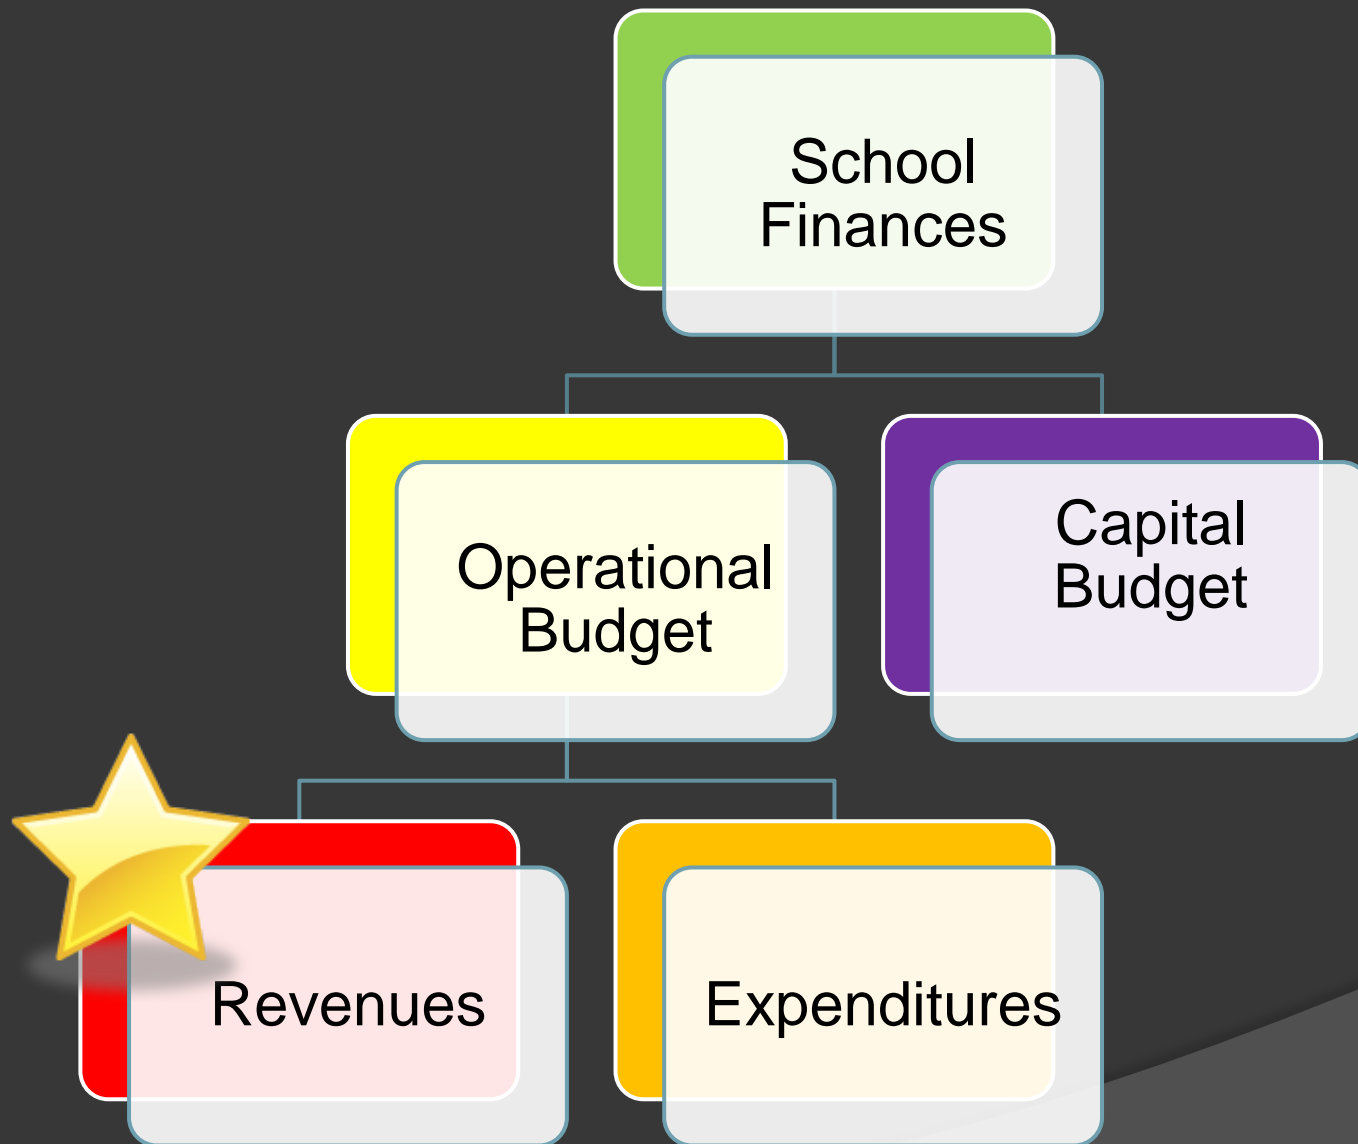 School
Finances
Operational
Budget
Capital
Budget
Revenues
Expenditures